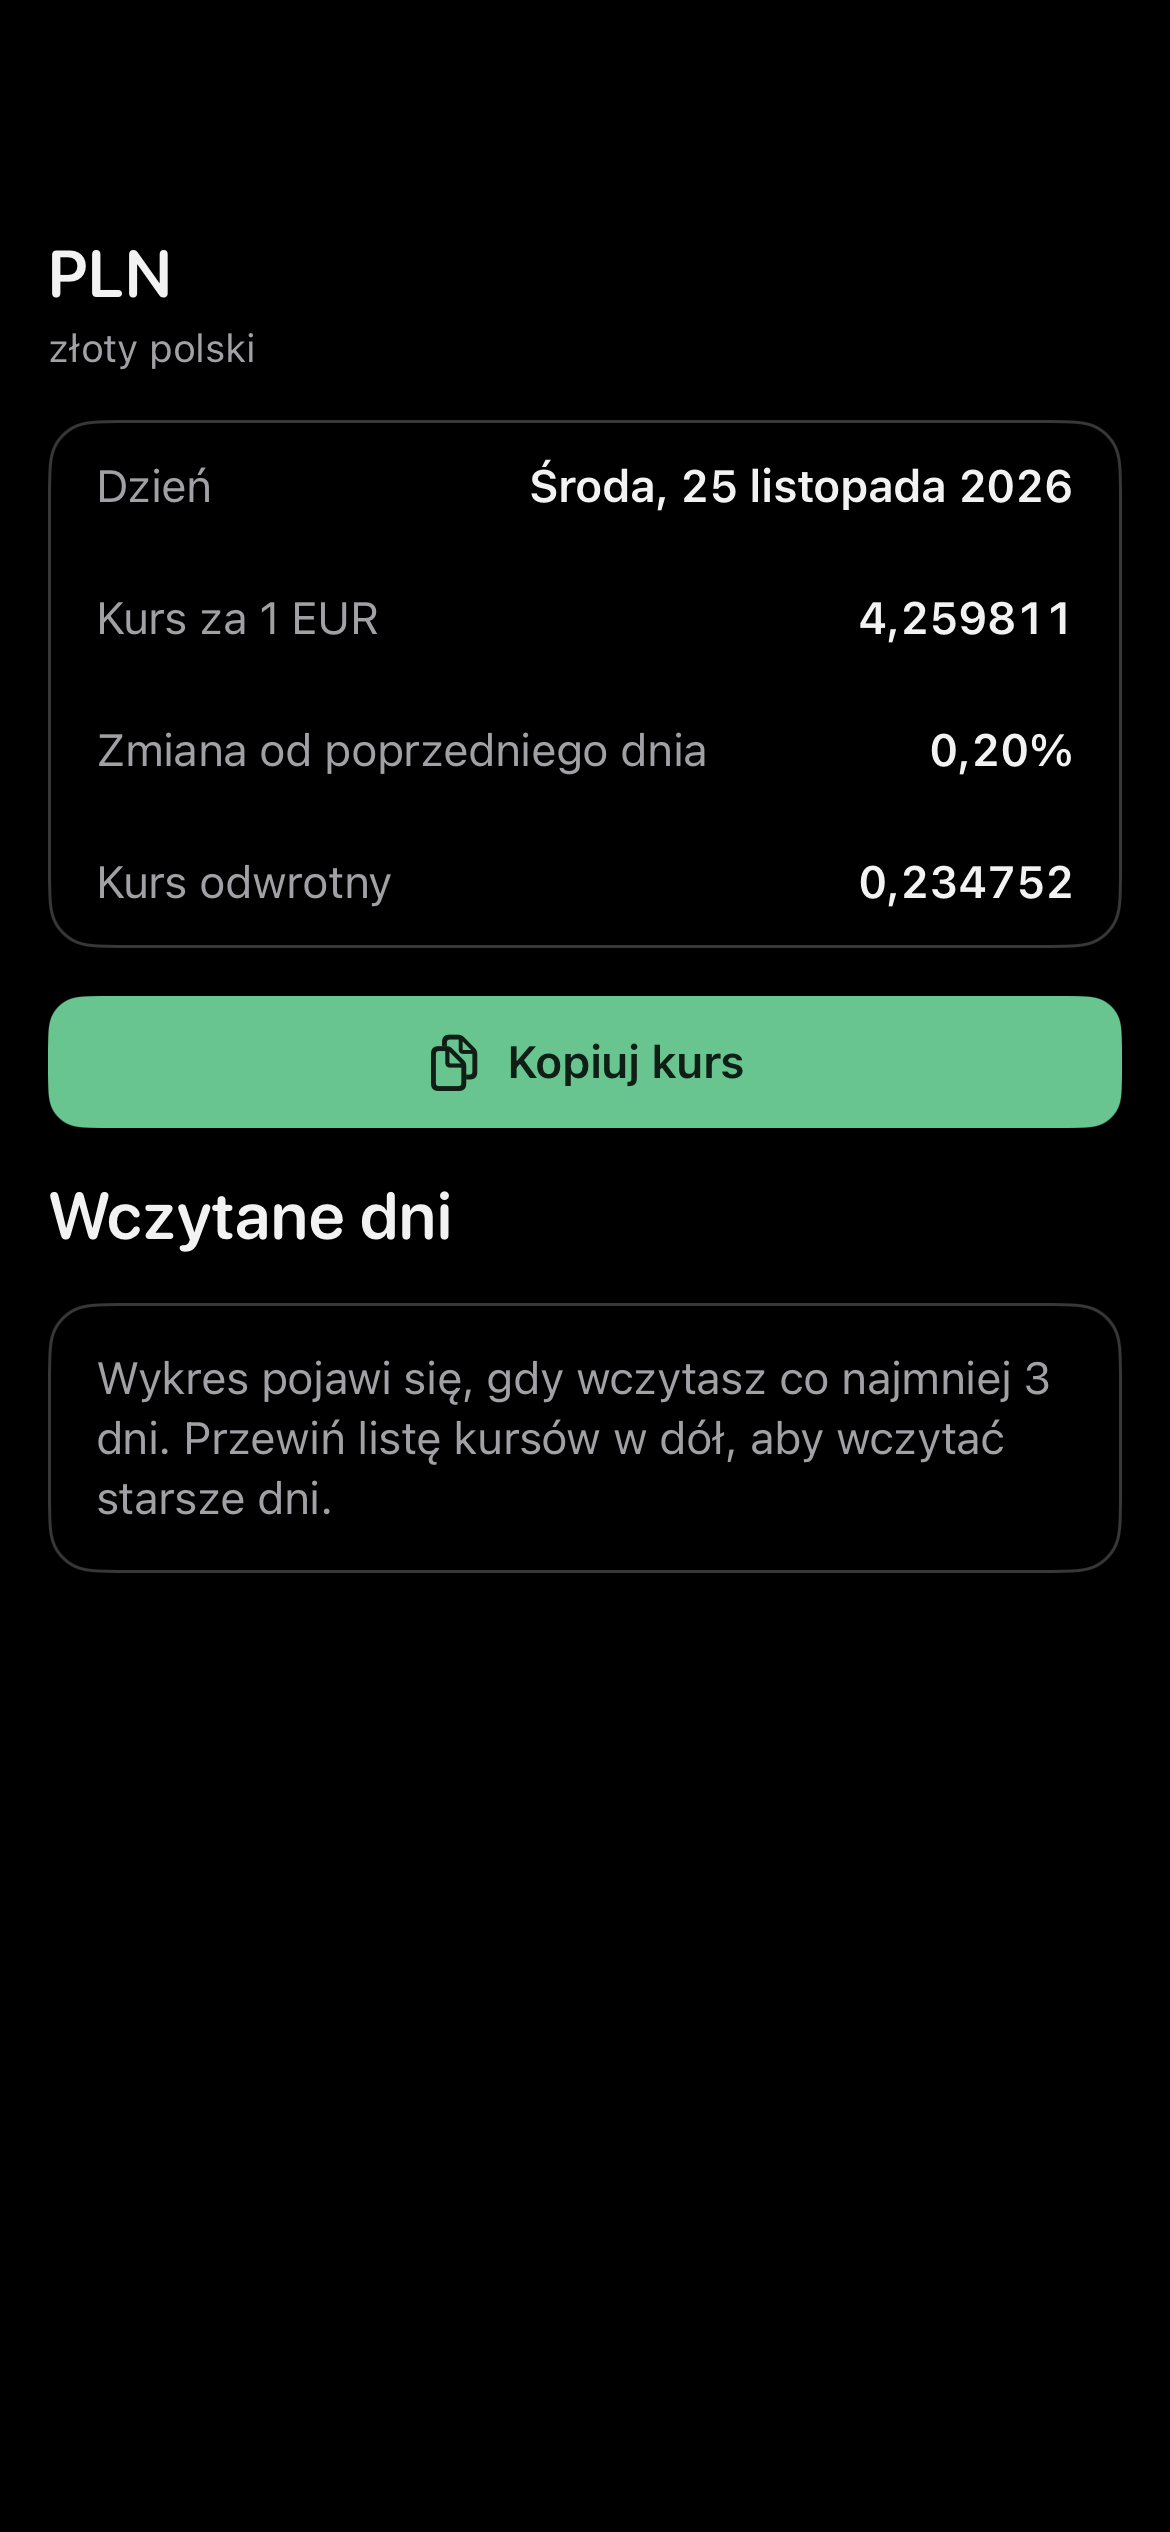 PLN
złoty polski
Dzień Środa, 25 listopada 2026
Kurs za 1 EUR 4,259811
Zmiana od poprzedniego dnia 0,20%
Kurs odwrotny 0,234752
Kopiuj kurs
Wczytane dni
Wykres pojawi się, gdy wczytasz co najmniej 3
dni. Przewiń listę kursów w dół, aby wczytać
starsze dni.